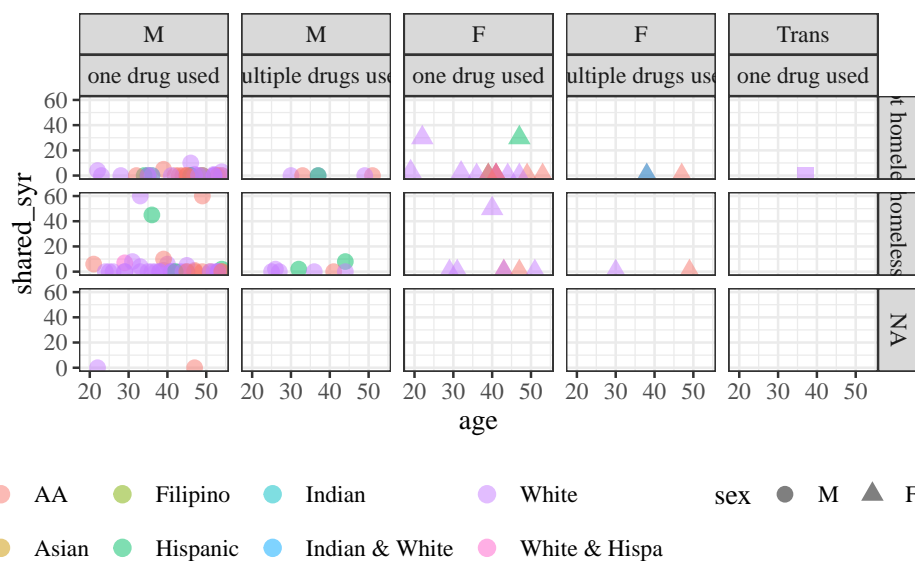 M M F F Trans
one drug used ultiple drugs use one drug used ultiple drugs use one drug used
60
40
20
0
ot homele
60
40
20
0
homeless
60
40
20
0
NA
shared_syr
20 30 40 50 20 30 40 50 20 30 40 50 20 30 40 50 20 30 40 50
age
AA Filipino Indian White sex M F
Asian Hispanic Indian & White White & Hispa